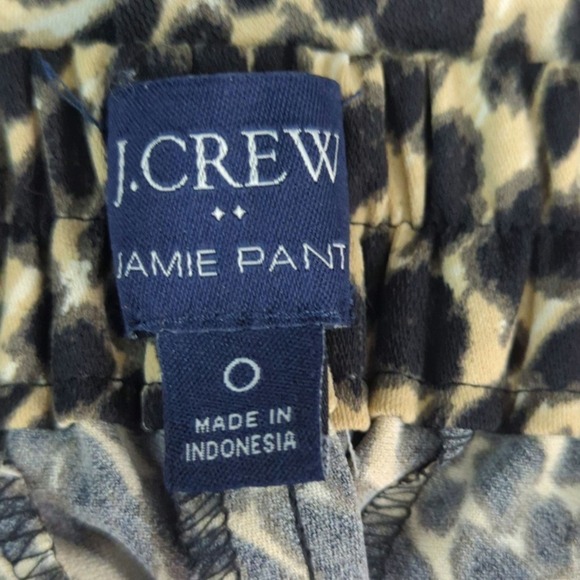 J.CREW
JAMIE PANT
0
MADE IN
INDONESIA